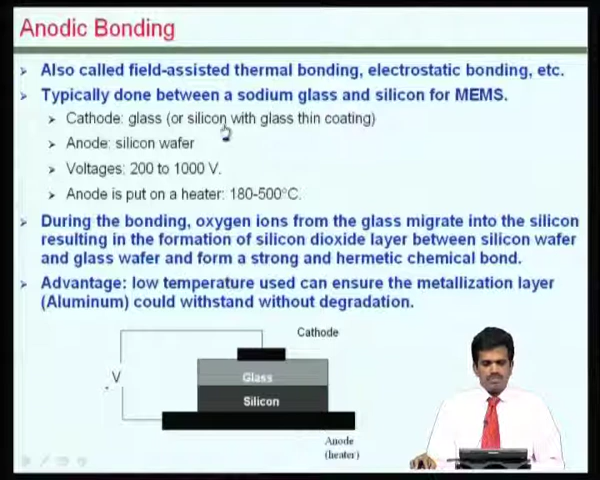 Anodic Bonding
Also called field-assisted thermal bonding, electrostatic bonding, etc.
Typically done between a sodium glass and silicon for MEMS.
Cathode: glass (or silicon with glass thin coating)
Anode: silicon wafer
Voltages: 200 to 1000 V.
Anode is put on a heater: 180-500°C.
During the bonding, oxygen ions from the glass migrate into the silicon
resulting in the formation of silicon dioxide layer between silicon wafer
and glass wafer and form a strong and hermetic chemical bond.
Advantage: low temperature used can ensure the metallization layer
(Aluminum) could withstand without degradation.
Cathode
V
Glass
Silicon
Anode
(heater)